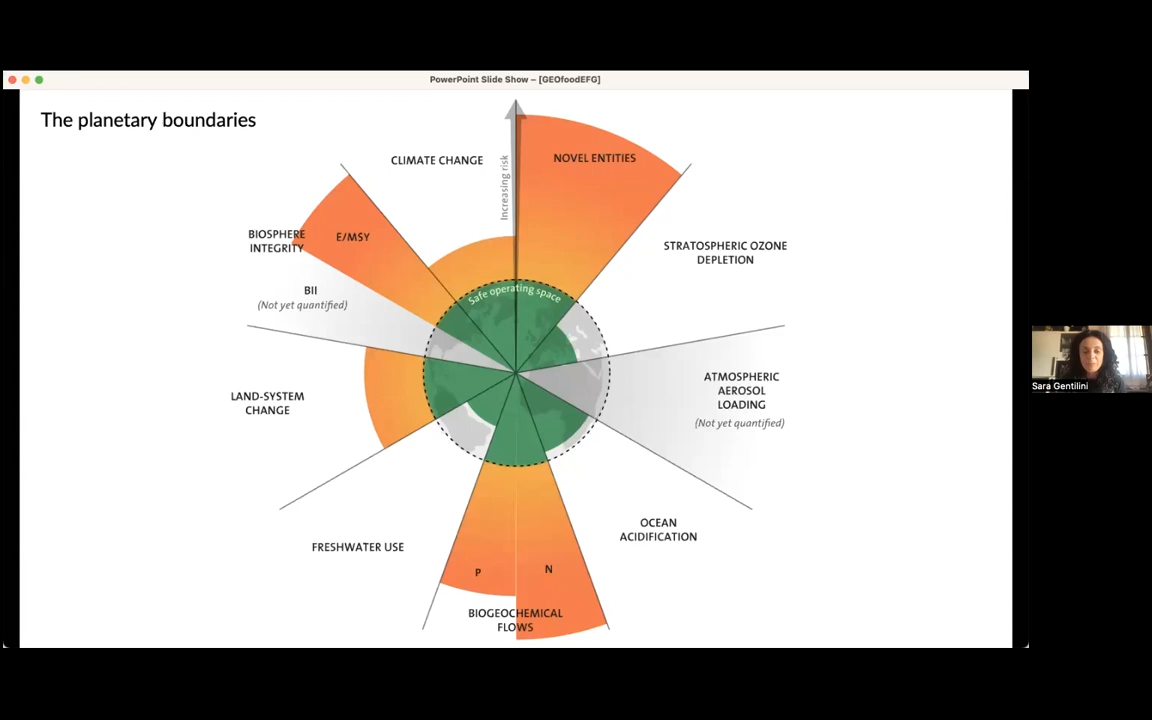 PowerPoint Slide Show – [GEOfoodEFG]
The planetary boundaries
CLIMATE CHANGE
Increasing risk
NOVEL ENTITIES
BIOSPHERE
INTEGRITY
E/MSY
STRATOSPHERIC OZONE
DEPLETION
BII
(Not yet quantified)
Safe operating space
LAND-SYSTEM
CHANGE
ATMOSPHERIC
AEROSOL
LOADING
(Not yet quantified)
Sara Gentilini
FRESHWATER USE
OCEAN
ACIDIFICATION
P
N
BIOGEOCHEMICAL
FLOWS